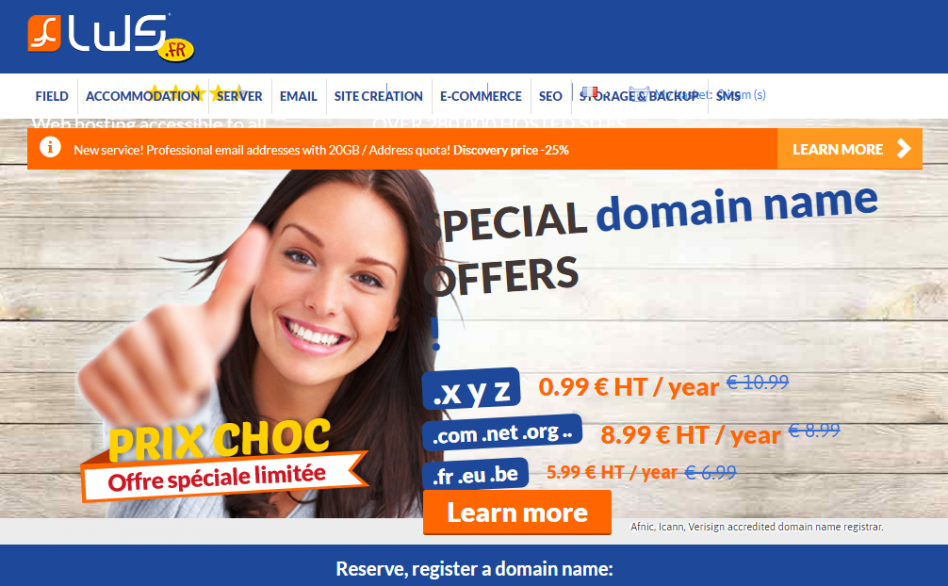 LWS
.FR
FIELD ACCOMMODATION SERVER EMAIL SITE CREATION E-COMMERCE SEO STORAGE & BACKUP SMS
(s)
Web hosting accessible to all
OVER 280 000 HOSTED SITES
New service! Professional email addresses with 20GB / Address quota! Discovery price -25%
LEARN MORE
SPECIAL domain name
OFFERS
!
.x y z 0.99 € HT / year € 10.99
.com .net .org .. 8.99 € HT / year € 8.99
.fr .eu .be 5.99 € HT / year € 6.99
PRIX CHOC
Offre spéciale limitée
Learn more
Afnic, Icann, Verisign accredited domain name registrar.
Reserve, register a domain name: